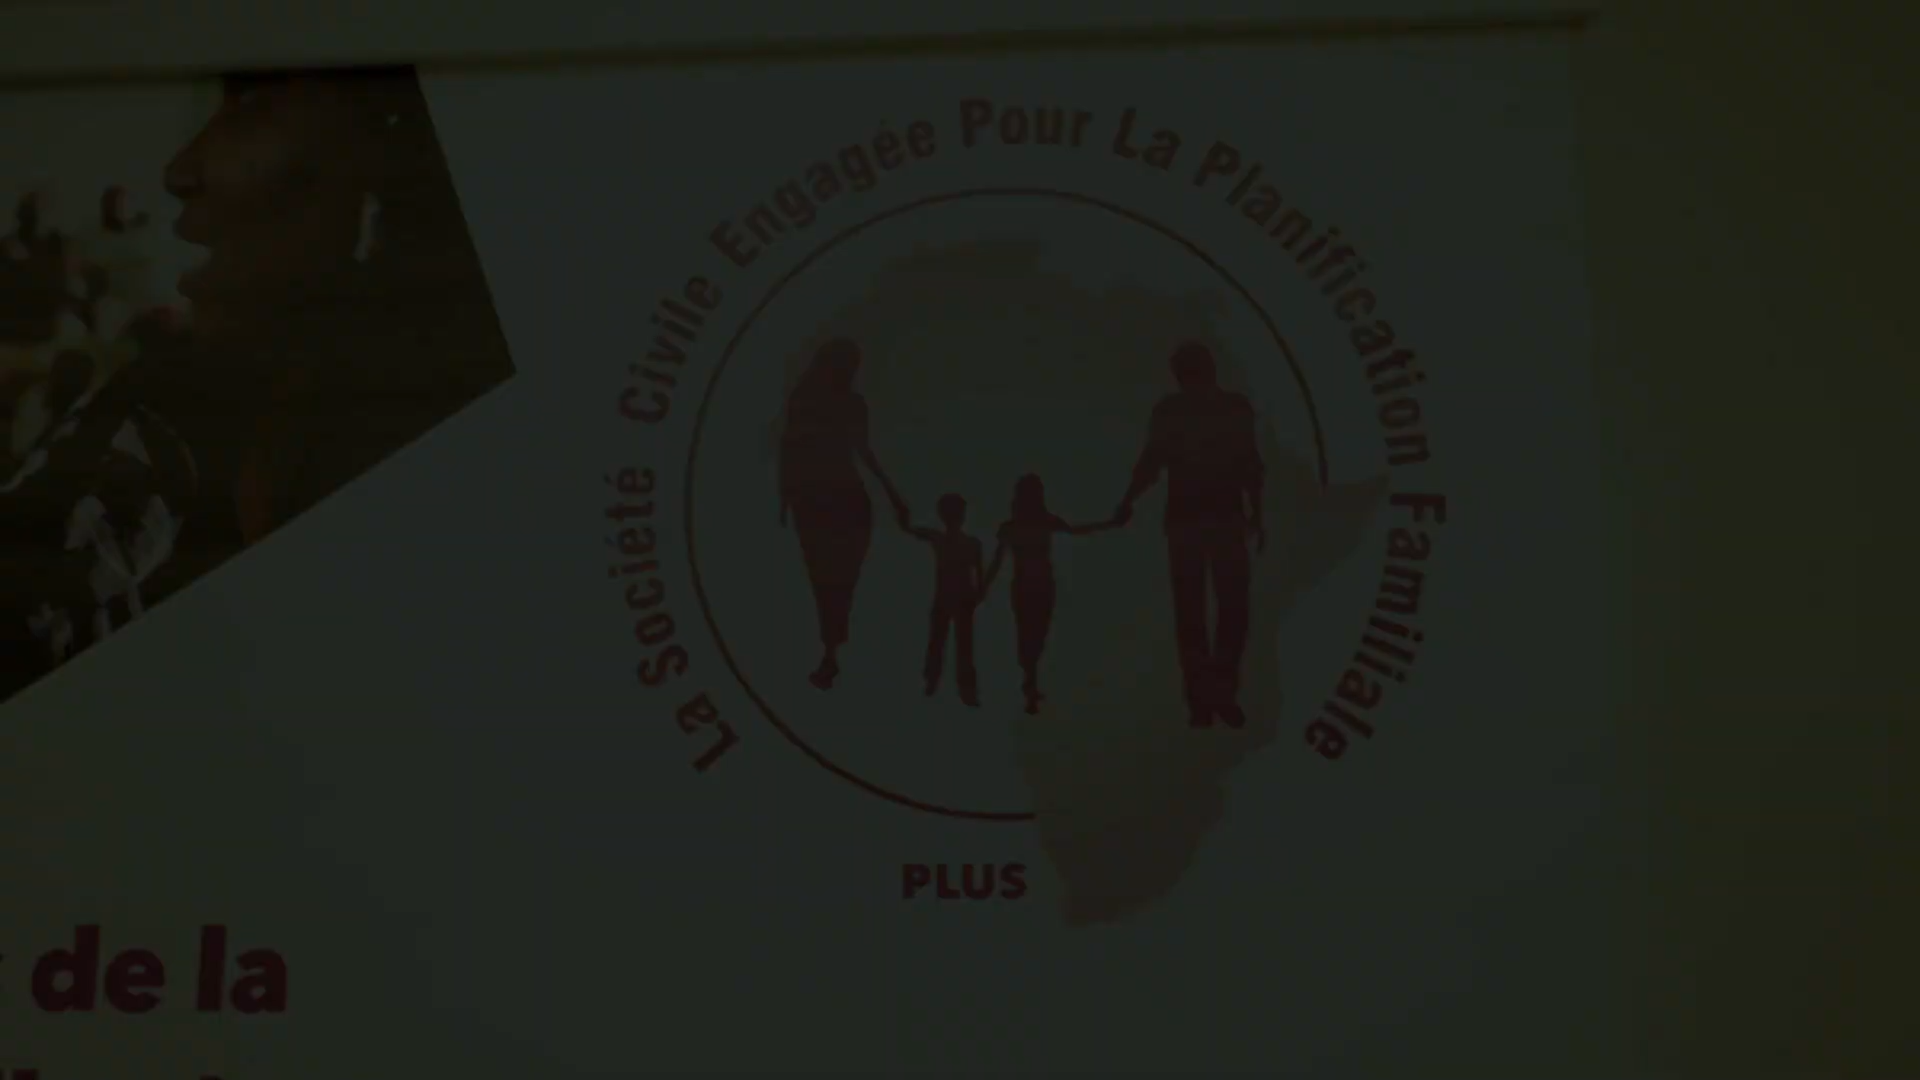 La Société Civile Engagée Pour La Planification Familiale
PLUS
de la